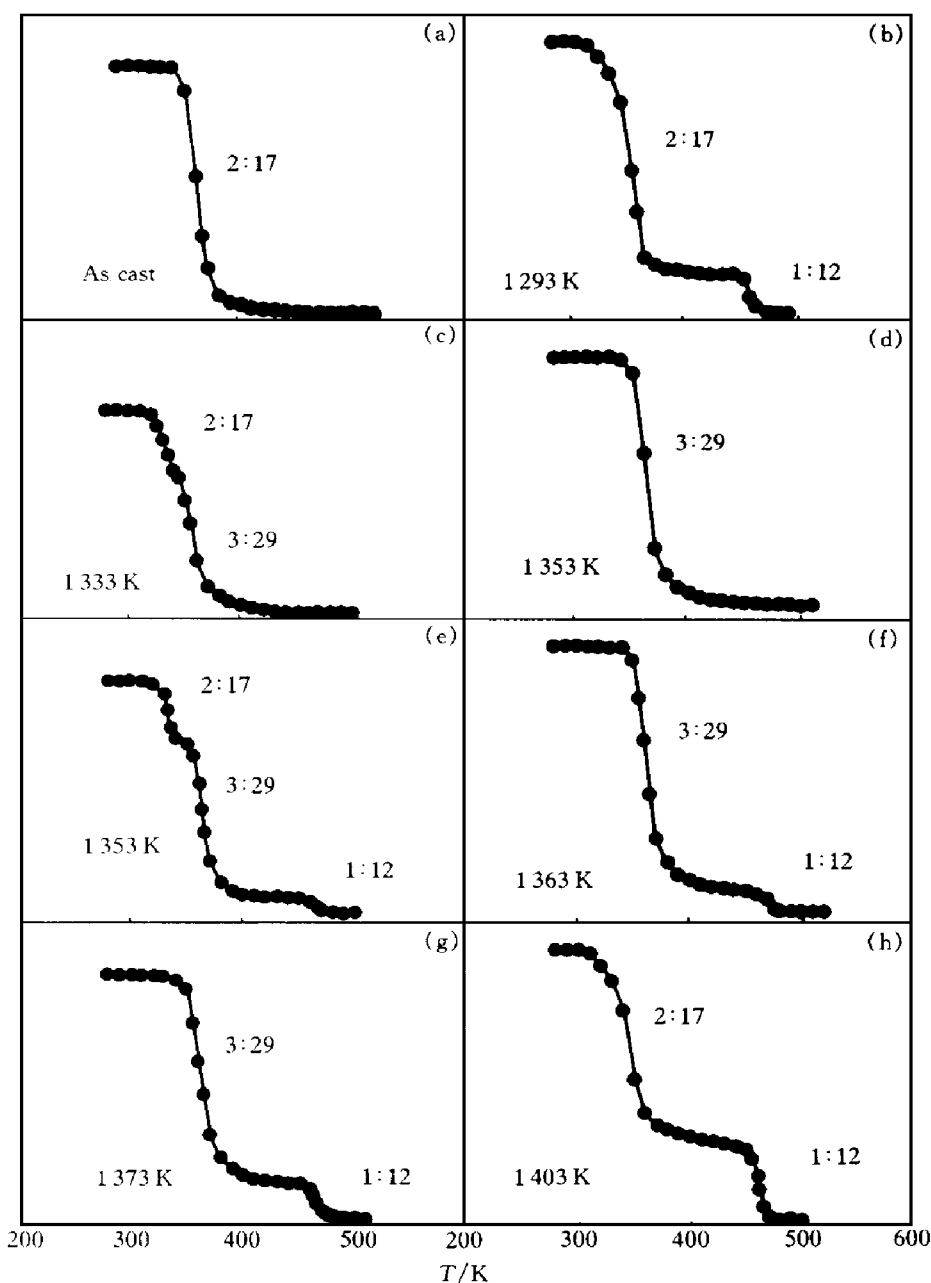 (a)
2:17
As cast
(b)
2:17
1:12
1 293 K
(c)
2:17
3:29
1 333 K
(d)
3:29
1 353 K
(e)
2:17
3:29
1 353 K
1:12
(f)
3:29
1:12
1 363 K
(g)
3:29
1 373 K
1:12
(h)
2:17
1:12
1 403 K
200 300 400 500 200 300 400 500 600
T/K